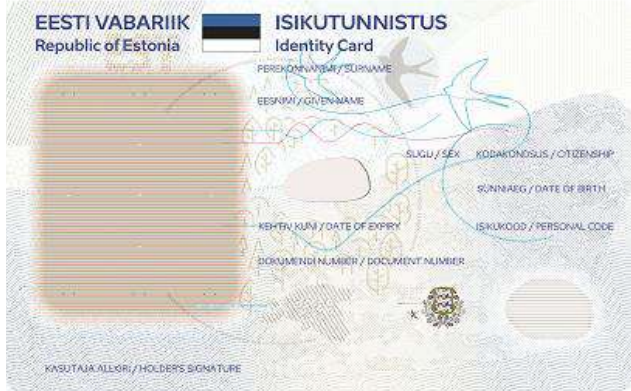 EESTI VABARIIK
Republic of Estonia
ISIKUTUNNISTUS
Identity Card
PEREKONNANIMI / SURNAME
EESNIMI / GIVEN NAME
SUGU / SEX
KODAKONDSUS / CITIZENSHIP
SÜNNIAEG / DATE OF BIRTH
KEHTIV KUNI / DATE OF EXPIRY
ISIKUKOOD / PERSONAL CODE
DOKUMENDI NUMBER / DOCUMENT NUMBER
KASUTAJA ALLKIRI / HOLDER'S SIGNATURE